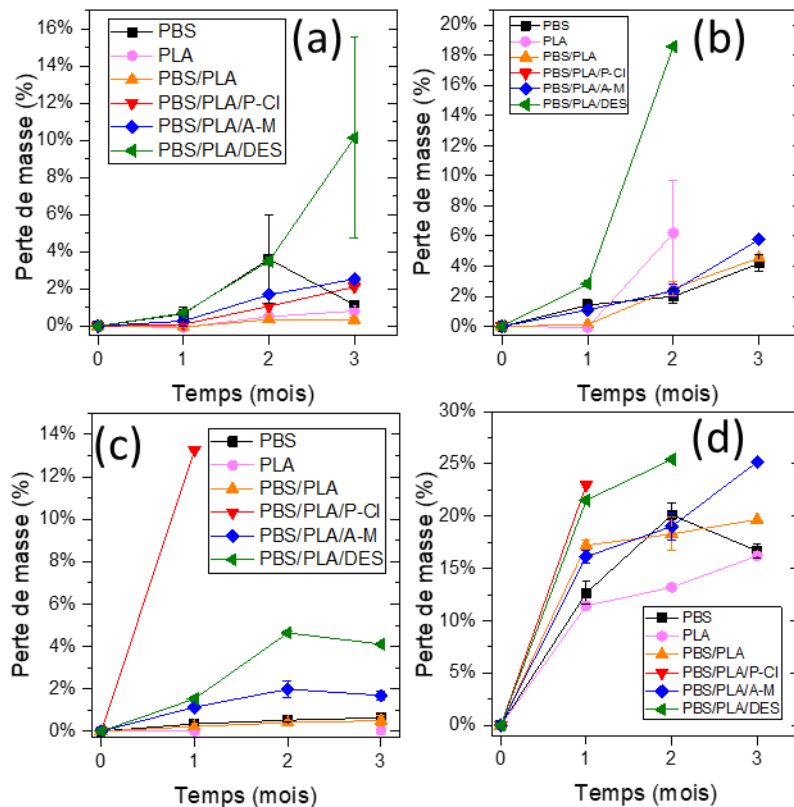 (a)
Perte de masse (%)
16%
14%
12%
10%
8%
6%
4%
2%
0%
PBS
PLA
PBS/PLA
PBS/PLA/P-Cl
PBS/PLA/A-M
PBS/PLA/DES
0 1 2 3
Temps (mois)
(b)
Perte de masse (%)
20%
18%
16%
14%
12%
10%
8%
6%
4%
2%
0%
PBS
PLA
PBS/PLA
PBS/PLA/P-Cl
PBS/PLA/A-M
PBS/PLA/DES
0 1 2 3
Temps (mois)
(c)
Perte de masse (%)
14%
12%
10%
8%
6%
4%
2%
0%
PBS
PLA
PBS/PLA
PBS/PLA/P-Cl
PBS/PLA/A-M
PBS/PLA/DES
0 1 2 3
Temps (mois)
(d)
Perte de masse (%)
30%
25%
20%
15%
10%
5%
0%
PBS
PLA
PBS/PLA
PBS/PLA/P-Cl
PBS/PLA/A-M
PBS/PLA/DES
0 1 2 3
Temps (mois)